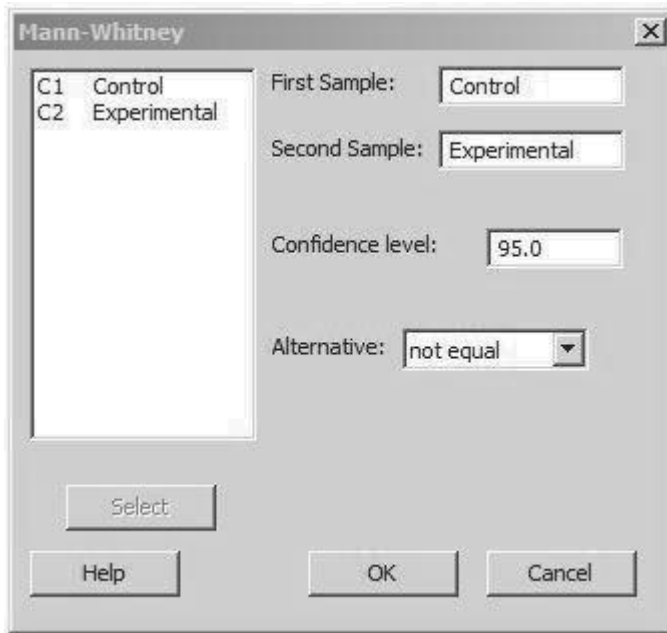 Mann-Whitney
C1 Control
C2 Experimental
First Sample: Control
Second Sample: Experimental
Confidence level: 95.0
Alternative: not equal
Select
Help
OK
Cancel